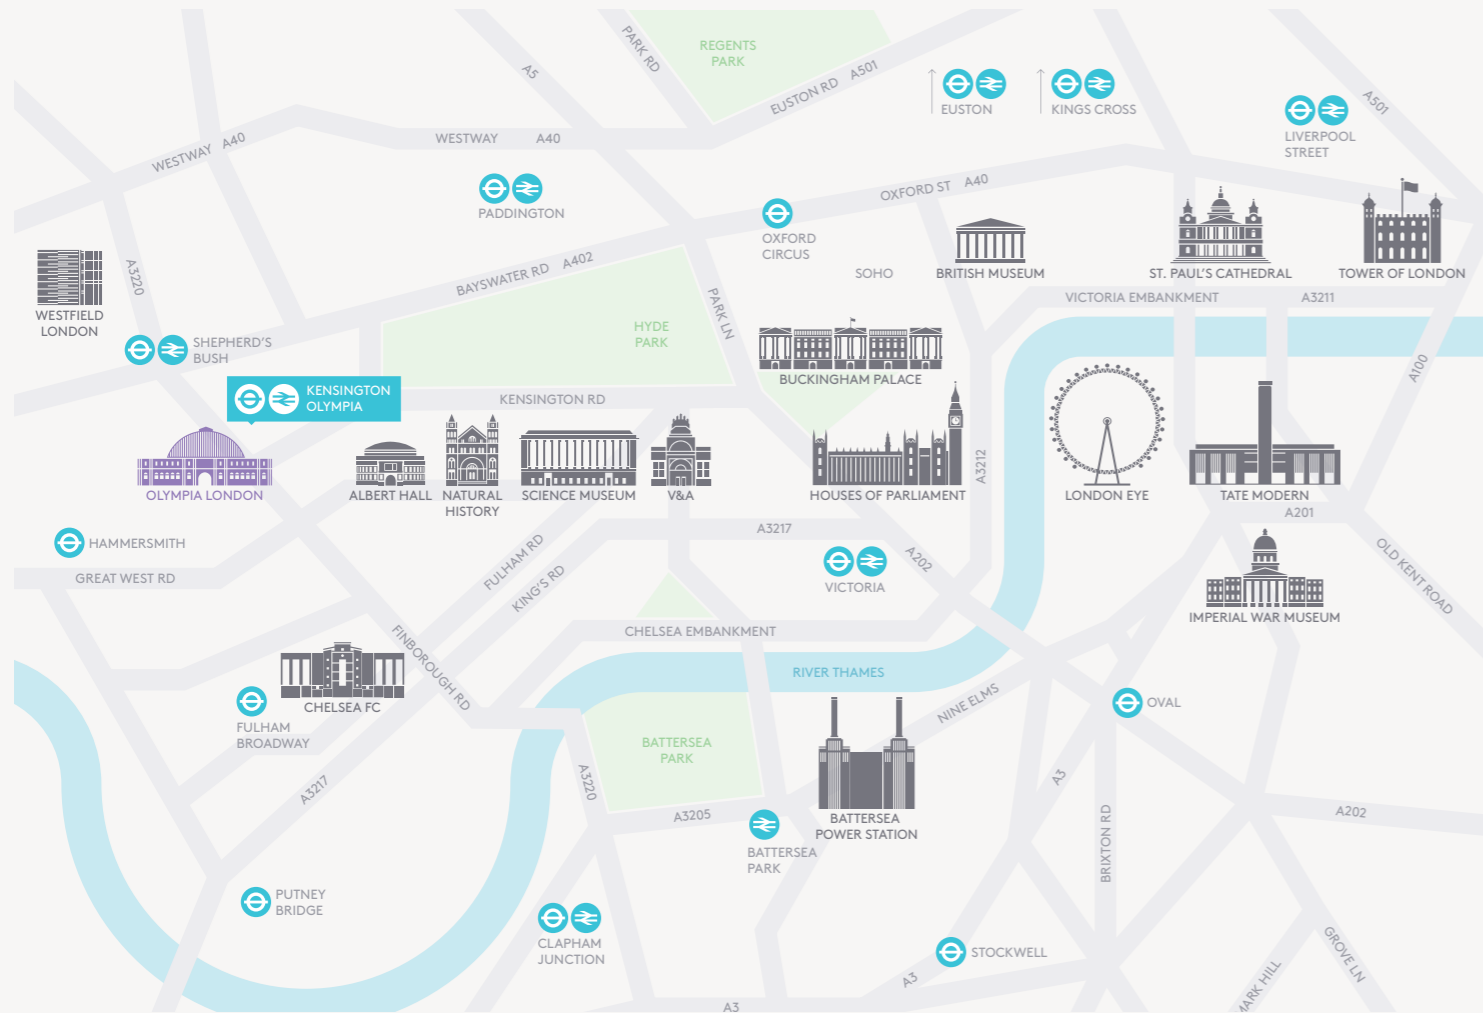 REGENTS
PARK
PARK RD
A5
EUSTON RD
A501
EUSTON
KINGS CROSS
LIVERPOOL
STREET
A501
WESTWAY
A40
WESTWAY
A40
PADDINGTON
OXFORD ST
A40
OXFORD
CIRCUS
SOHO
BRITISH MUSEUM
ST. PAUL'S CATHEDRAL
TOWER OF LONDON
A3220
BAYSWATER RD
A402
WESTFIELD
LONDON
PARK LN
VICTORIA EMBANKMENT
A3211
HYDE
PARK
SHEPHERD'S
BUSH
BUCKINGHAM PALACE
A100
KENSINGTON
OLYMPIA
KENSINGTON RD
OLYMPIA LONDON
ALBERT HALL
NATURAL
HISTORY
SCIENCE MUSEUM
V&A
HOUSES OF PARLIAMENT
A3212
LONDON EYE
TATE MODERN
A201
HAMMERSMITH
GREAT WEST RD
FULHAM RD
KING'S RD
A3217
A202
VICTORIA
OLD KENT ROAD
IMPERIAL WAR MUSEUM
CHELSEA EMBANKMENT
FINBOROUGH RD
RIVER THAMES
CHELSEA FC
FULHAM
BROADWAY
NINE ELMS
OVAL
BATTERSEA
PARK
A3217
A3220
A3205
A3
BATTERSEA
POWER STATION
BATTERSEA
PARK
BRIXTON RD
A202
PUTNEY
BRIDGE
CLAPHAM
JUNCTION
STOCKWELL
A3
GROVE LN
MARK HILL
A3